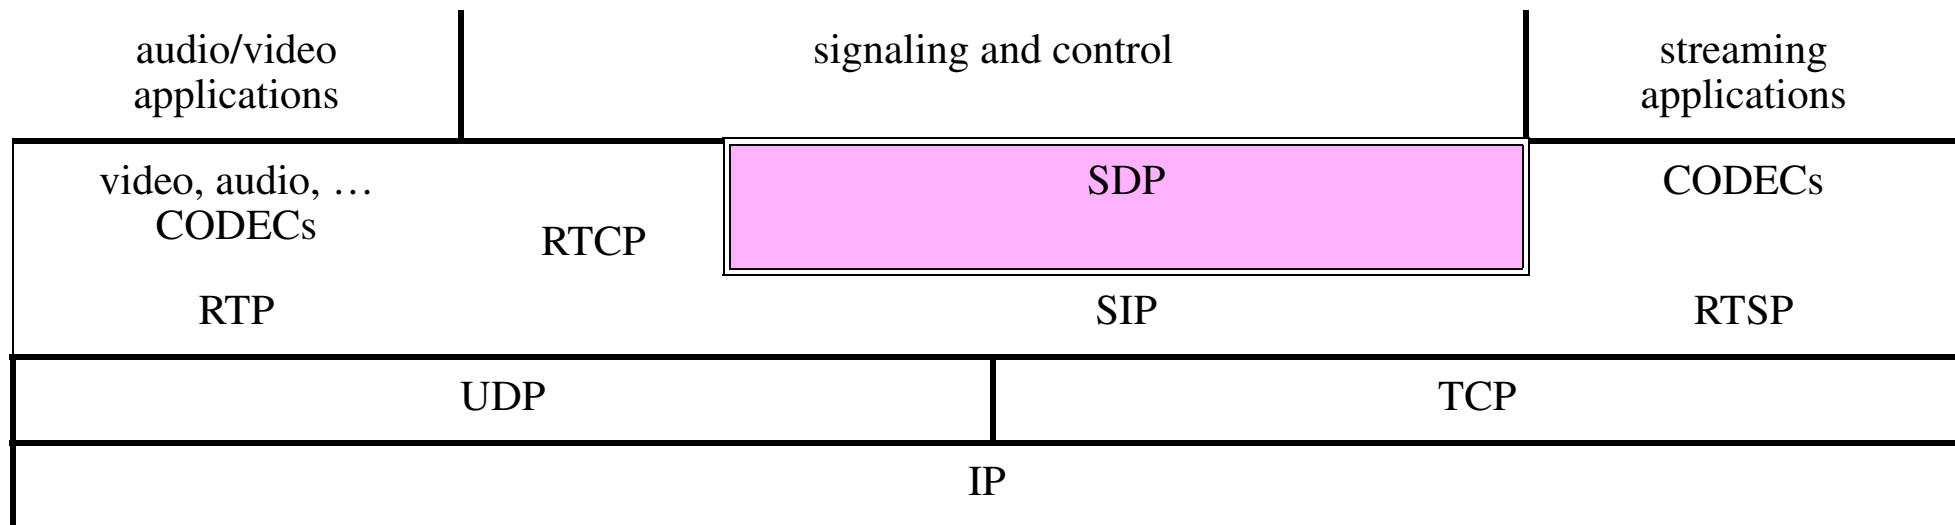 audio/video
applications
signaling and control
streaming
applications
video, audio, …
CODECs
RTCP
SDP
CODECs
RTP
SIP
RTSP
UDP
TCP
IP